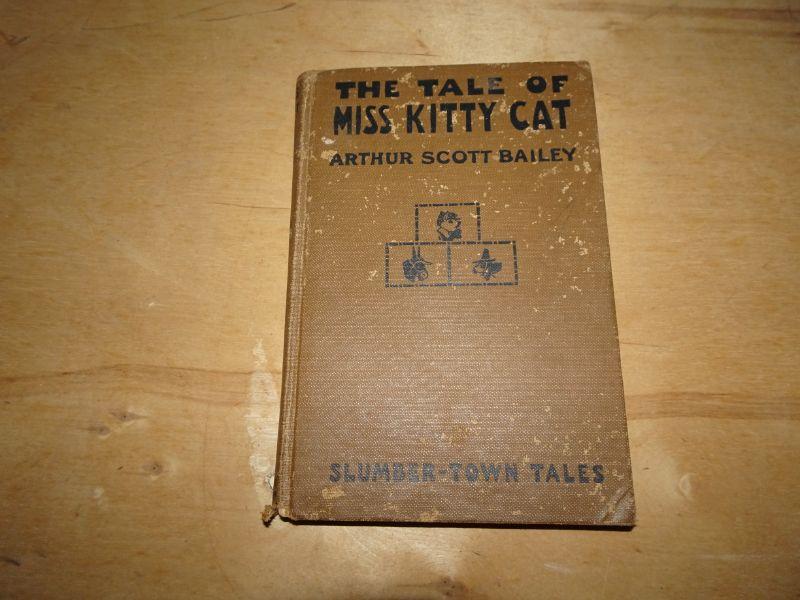 THE TALE OF
MISS KITTY CAT
ARTHUR SCOTT BAILEY
SLUMBER-TOWN TALES